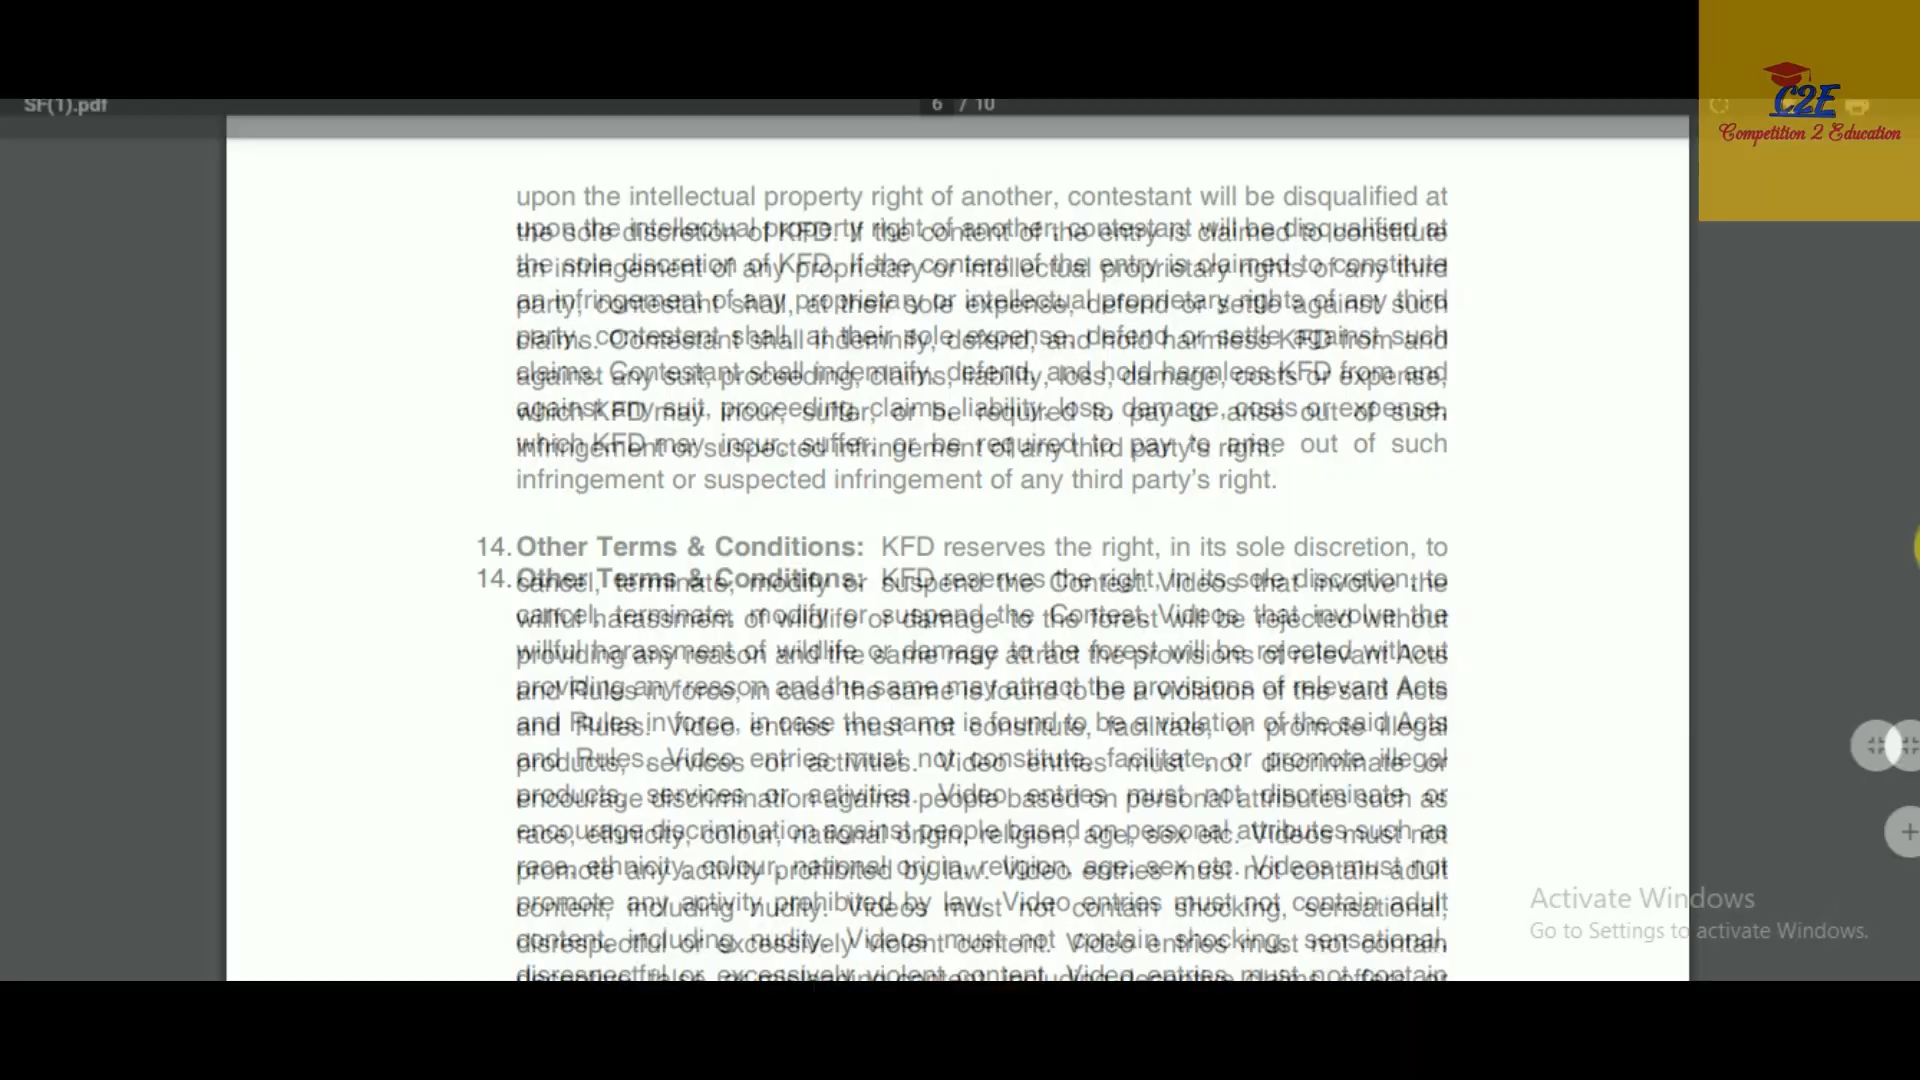 SF(1).pdf
6 / 10
C2E
Competition 2 Education
upon the intellectual property right of another, contestant will be disqualified at
the sole discretion of KFD. If the content of the entry is claimed to constitute
an infringement of any proprietary or intellectual proprietary rights of any third
party, contestant shall, at their sole expense, defend or settle against such
claims. Contestant shall indemnify, defend, and hold harmless KFD from and
against any suit, proceeding, claims, liability, loss, damage, costs or expense,
which KFD may incur, suffer, or be required to pay to arise out of such
infringement or suspected infringement of any third party's right.
14. Other Terms & Conditions: KFD reserves the right, in its sole discretion, to
cancel, terminate, modify or suspend the Contest. Videos that involve the
willful harassment of wildlife or damage to the forest will be rejected without
providing any reason and the same may attract the provisions of relevant Acts
and Rules in force, in case the same is found to be a violation of the said Acts
and Rules. Video entries must not constitute, facilitate, or promote illegal
products, services or activities. Video entries must not discriminate or
encourage discrimination against people based on personal attributes such as
race, ethnicity, colour, national origin, religion, age, sex etc. Videos must not
promote any activity prohibited by law. Video entries must not contain adult
content, including nudity. Videos must not contain shocking, sensational,
disrespectful or excessively violent content. Video entries must not contain
Activate Windows
Go to Settings to activate Windows.